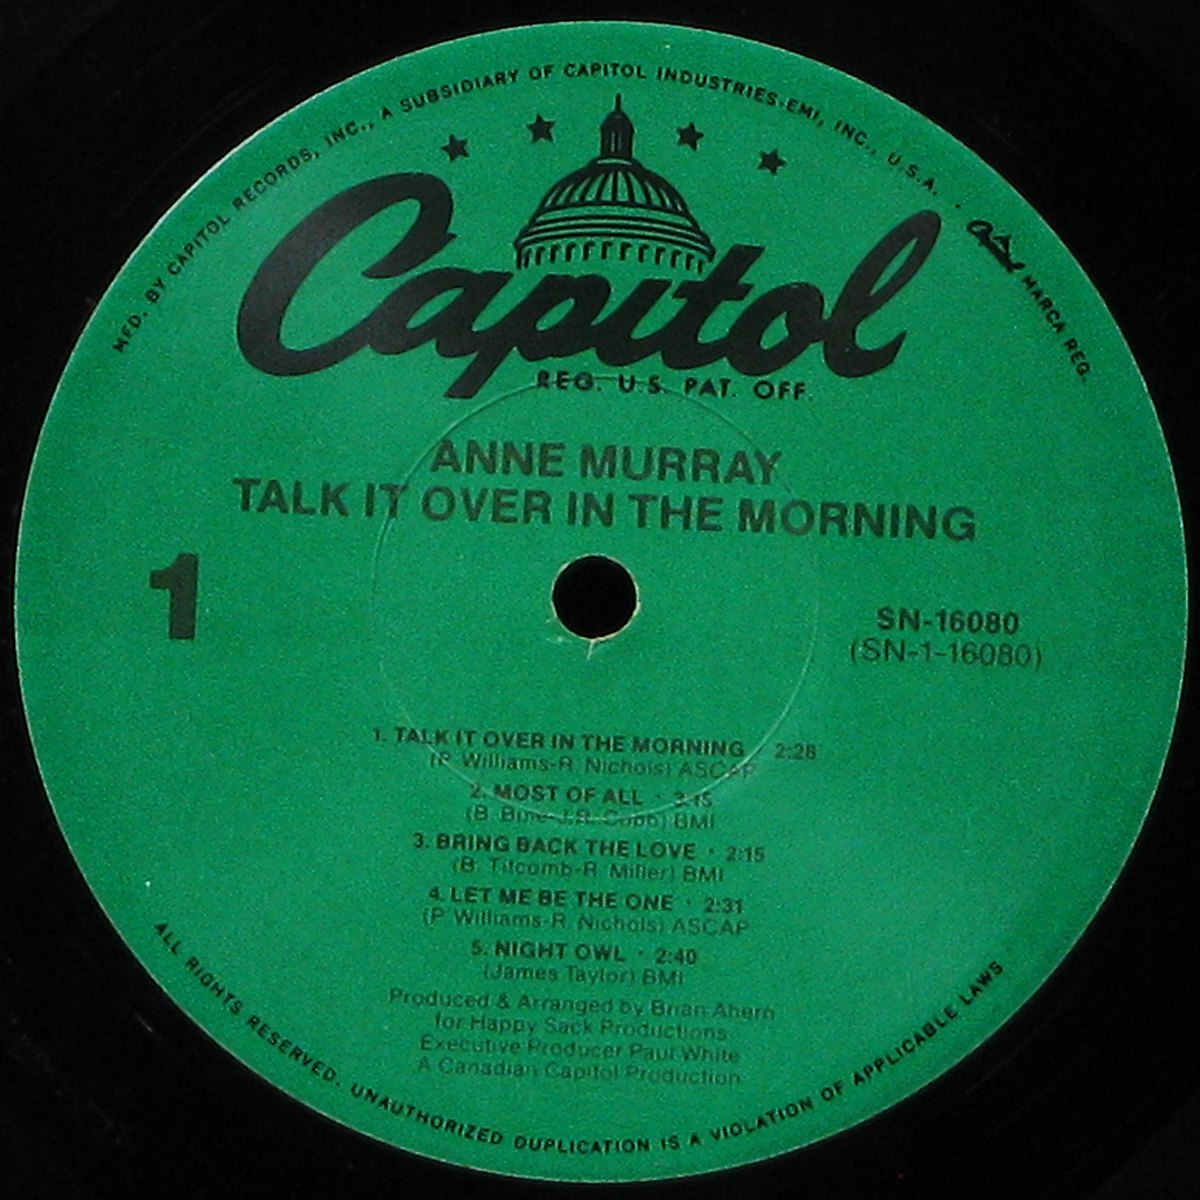 MFD. BY CAPITOL RECORDS, INC., A SUBSIDIARY OF CAPITOL INDUSTRIES-EMI, INC., U.S.A. · Capitol MARCA REG.
Capitol
REG. U.S. PAT. OFF.
ANNE MURRAY
TALK IT OVER IN THE MORNING
1
SN-16080
(SN-1-16080)
1. TALK IT OVER IN THE MORNING · 2:28
(P. Williams-R. Nichols) ASCAP
2. MOST OF ALL · 3:15
(B. Buie-J.R. Cobb) BMI
3. BRING BACK THE LOVE · 2:15
(B. Titcomb-R. Miller) BMI
4. LET ME BE THE ONE · 2:31
(P. Williams-R. Nichols) ASCAP
5. NIGHT OWL · 2:40
(James Taylor) BMI
Produced & Arranged by Brian Ahern
for Happy Sack Productions
Executive Producer Paul White
A Canadian Capitol Production
ALL RIGHTS RESERVED. UNAUTHORIZED DUPLICATION IS A VIOLATION OF APPLICABLE LAWS